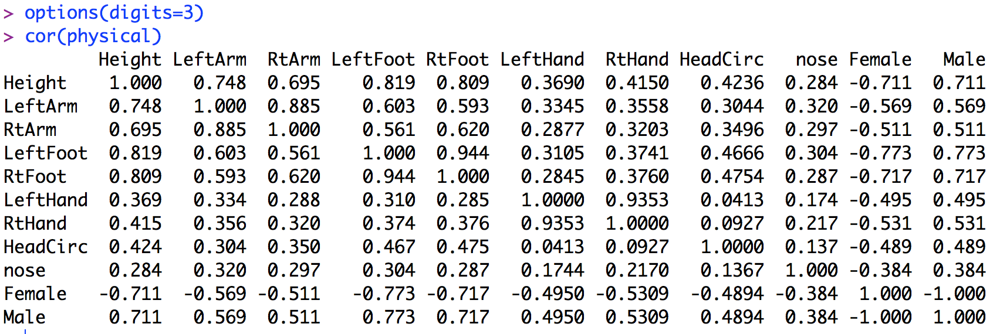 > options(digits=3)
> cor(physical)
Height LeftArm RtArm LeftFoot RtFoot LeftHand RtHand HeadCirc nose Female Male
Height 1.000 0.748 0.695 0.819 0.809 0.3690 0.4150 0.4236 0.284 -0.711 0.711
LeftArm 0.748 1.000 0.885 0.603 0.593 0.3345 0.3558 0.3044 0.320 -0.569 0.569
RtArm 0.695 0.885 1.000 0.561 0.620 0.2877 0.3203 0.3496 0.297 -0.511 0.511
LeftFoot 0.819 0.603 0.561 1.000 0.944 0.3105 0.3741 0.4666 0.304 -0.773 0.773
RtFoot 0.809 0.593 0.620 0.944 1.000 0.2845 0.3760 0.4754 0.287 -0.717 0.717
LeftHand 0.369 0.334 0.288 0.310 0.285 1.0000 0.9353 0.0413 0.174 -0.495 0.495
RtHand 0.415 0.356 0.320 0.374 0.376 0.9353 1.0000 0.0927 0.217 -0.531 0.531
HeadCirc 0.424 0.304 0.350 0.467 0.475 0.0413 0.0927 1.0000 0.137 -0.489 0.489
nose 0.284 0.320 0.297 0.304 0.287 0.1744 0.2170 0.1367 1.000 -0.384 0.384
Female -0.711 -0.569 -0.511 -0.773 -0.717 -0.4950 -0.5309 -0.4894 -0.384 1.000 -1.000
Male 0.711 0.569 0.511 0.773 0.717 0.4950 0.5309 0.4894 0.384 -1.000 1.000